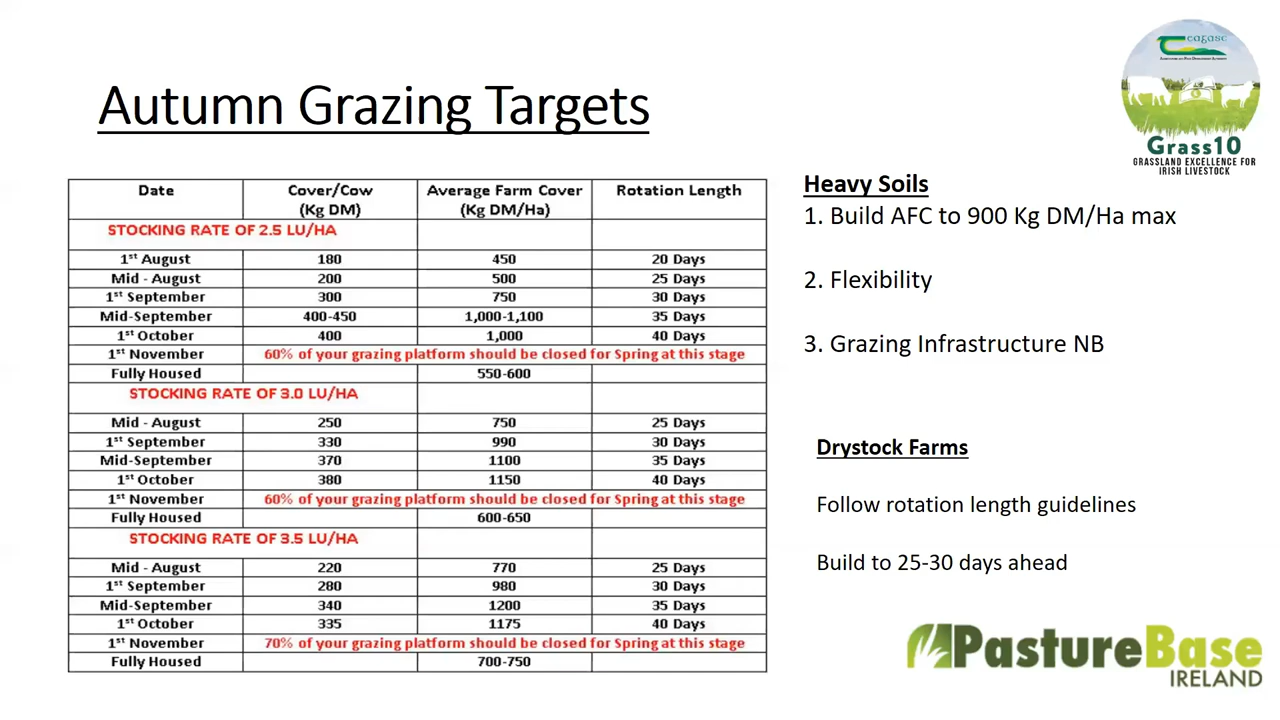 eagasc
Autumn Grazing Targets
Grass10
GRASSLAND EXCELLENCE FOR
IRISH LIVESTOCK
Date Cover/Cow (Kg DM) Average Farm Cover (Kg DM/Ha) Rotation Length
STOCKING RATE OF 2.5 LU/HA
1st August 180 450 20 Days
Mid - August 200 500 25 Days
1st September 300 750 30 Days
Mid-September 400-450 1,000-1,100 35 Days
1st October 400 1,000 40 Days
1st November 60% of your grazing platform should be closed for Spring at this stage
Fully Housed 550-600
STOCKING RATE OF 3.0 LU/HA
Mid - August 250 750 25 Days
1st September 330 990 30 Days
Mid-September 370 1100 35 Days
1st October 380 1150 40 Days
1st November 60% of your grazing platform should be closed for Spring at this stage
Fully Housed 600-650
STOCKING RATE OF 3.5 LU/HA
Mid - August 220 770 25 Days
1st September 280 980 30 Days
Mid-September 340 1200 35 Days
1st October 335 1175 40 Days
1st November 70% of your grazing platform should be closed for Spring at this stage
Fully Housed 700-750
Heavy Soils
1. Build AFC to 900 Kg DM/Ha max
2. Flexibility
3. Grazing Infrastructure NB
Drystock Farms
Follow rotation length guidelines
Build to 25-30 days ahead
PastureBase
IRELAND